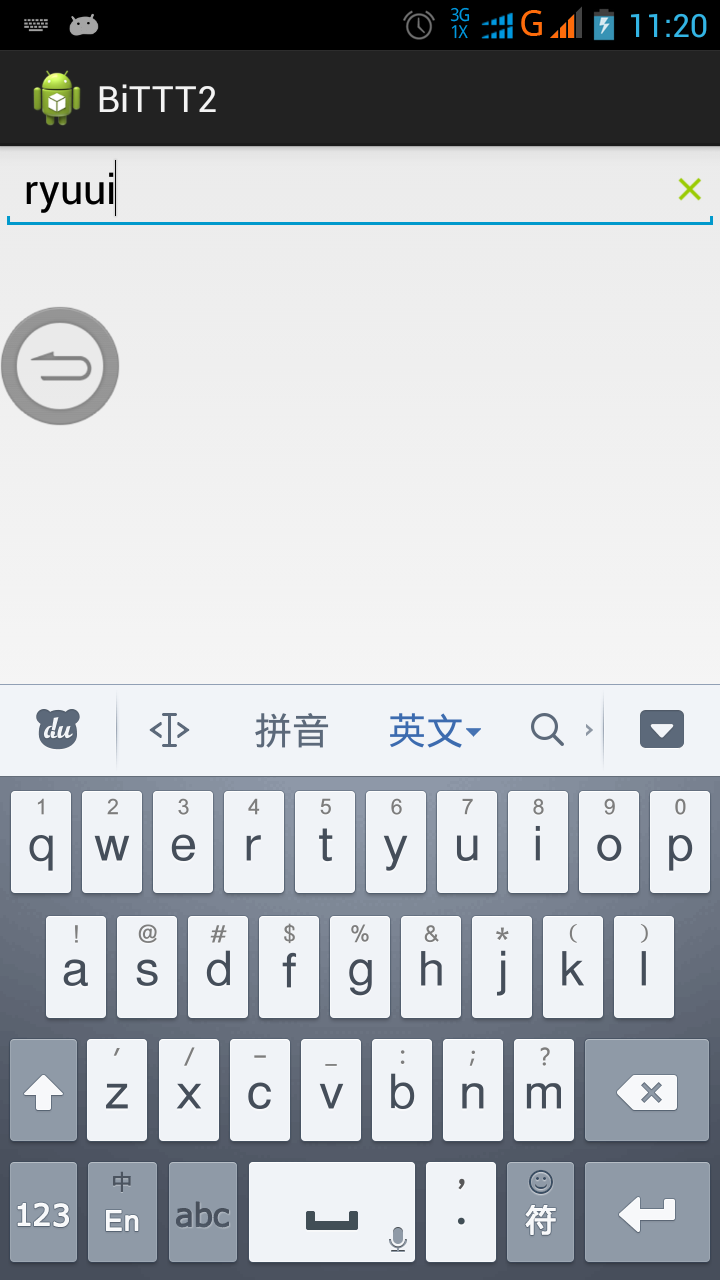 3G
1X G 11:20
BiTTT2
ryuui
du 拼音 英文
1 2 3 4 5 6 7 8 9 0
q w e r t y u i o p
! @ # $ % & * ( )
a s d f g h j k l
′ / – _ : ; ?
z x c v b n m
中 ,
123 En abc . 符